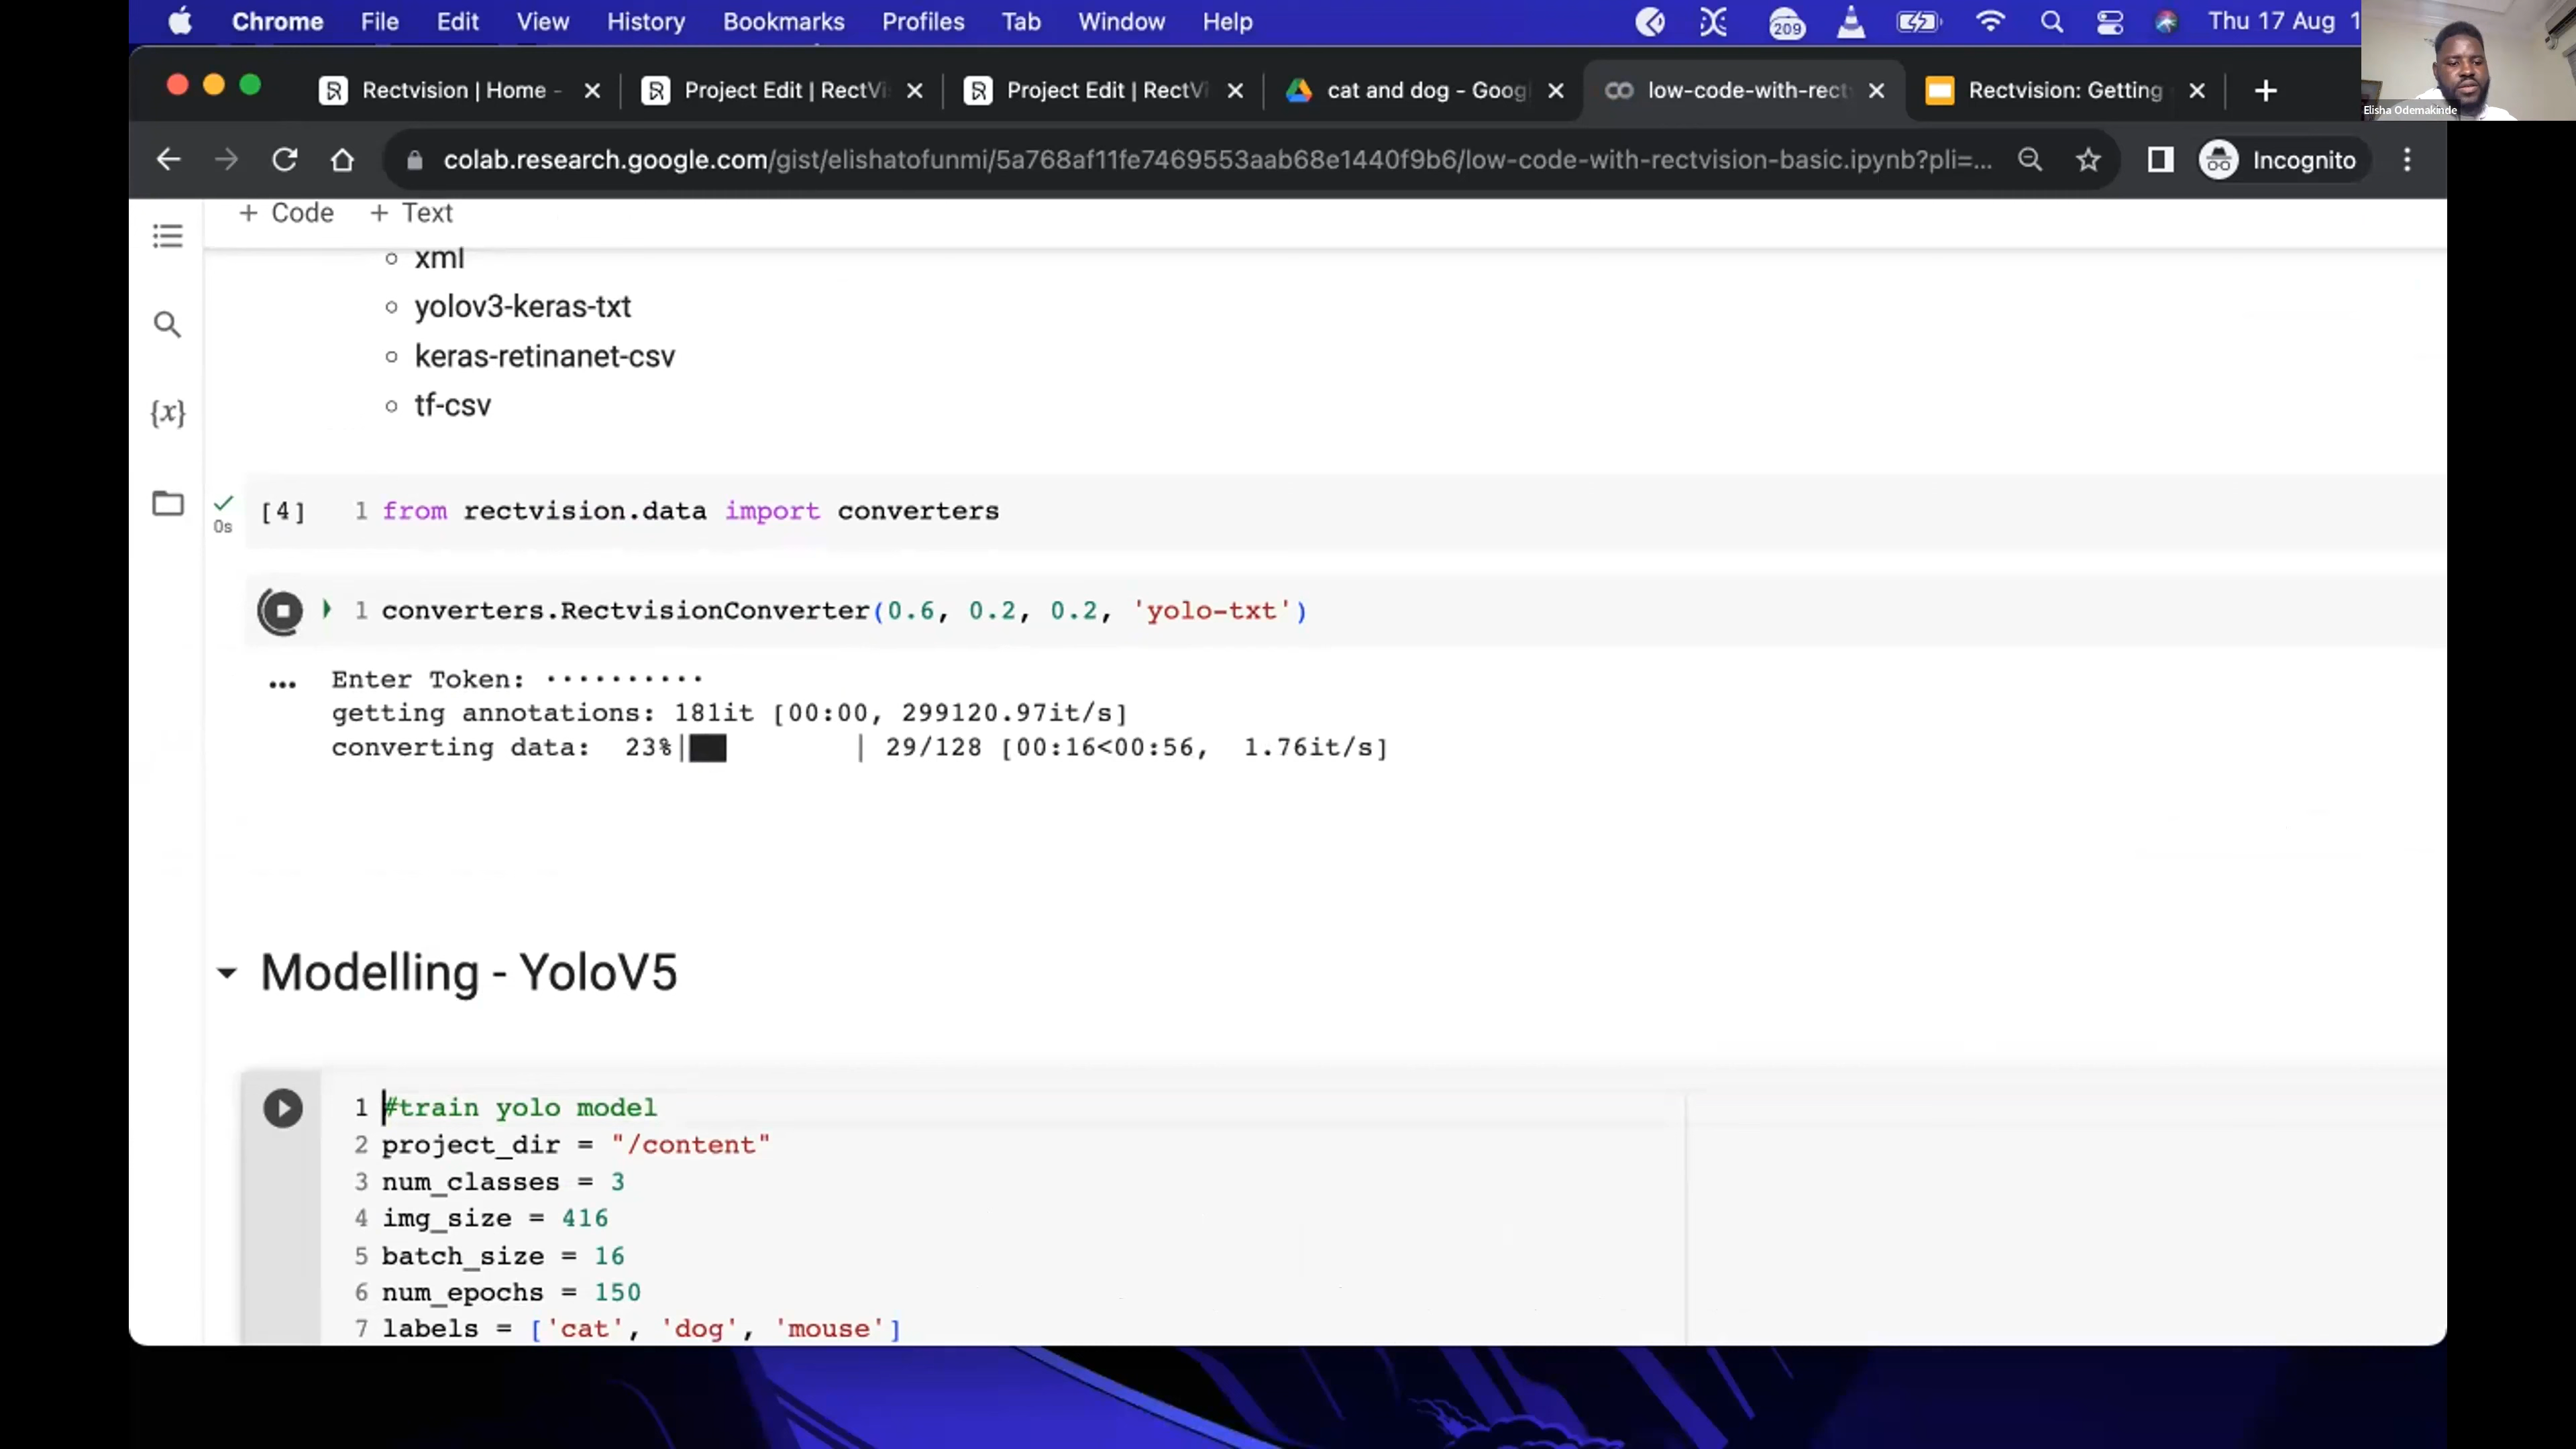 Chrome File Edit View History Bookmarks Profiles Tab Window Help 209 Thu 17 Aug 1
Elisha Odemakinde
Rectvision | Home - Project Edit | RectVi Project Edit | RectVi cat and dog - Goog low-code-with-rect Rectvision: Getting
colab.research.google.com/gist/elishatofunmi/5a768af11fe7469553aab68e1440f9b6/low-code-with-rectvision-basic.ipynb?pli=... Incognito
+ Code + Text
xml
yolov3-keras-txt
keras-retinanet-csv
tf-csv
{x}
[4] 1 from rectvision.data import converters
0s
1 converters.RectvisionConverter(0.6, 0.2, 0.2, 'yolo-txt')
... Enter Token: ··········
getting annotations: 181it [00:00, 299120.97it/s]
converting data: 23%|██ | 29/128 [00:16<00:56, 1.76it/s]
Modelling - YoloV5
1 #train yolo model
2 project_dir = "/content"
3 num_classes = 3
4 img_size = 416
5 batch_size = 16
6 num_epochs = 150
7 labels = ['cat', 'dog', 'mouse']